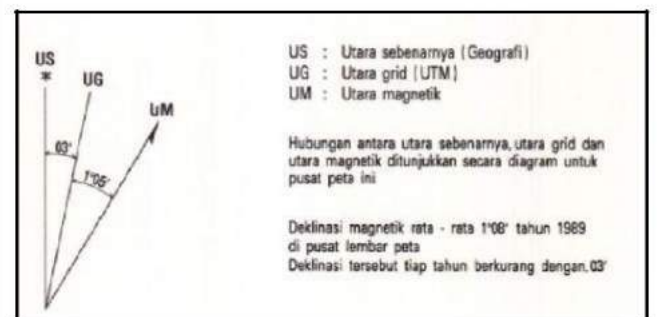 US : Utara sebenarnya (Geografi)
UG : Utara grid (UTM)
UM : Utara magnetik
US
*
UG
UM
03'
1°05'
Hubungan antara utara sebenarnya, utara grid dan
utara magnetik ditunjukkan secara diagram untuk
pusat peta ini
Deklinasi magnetik rata - rata 1°08' tahun 1989
di pusat lembar peta
Deklinasi tersebut tiap tahun berkurang dengan. 03'